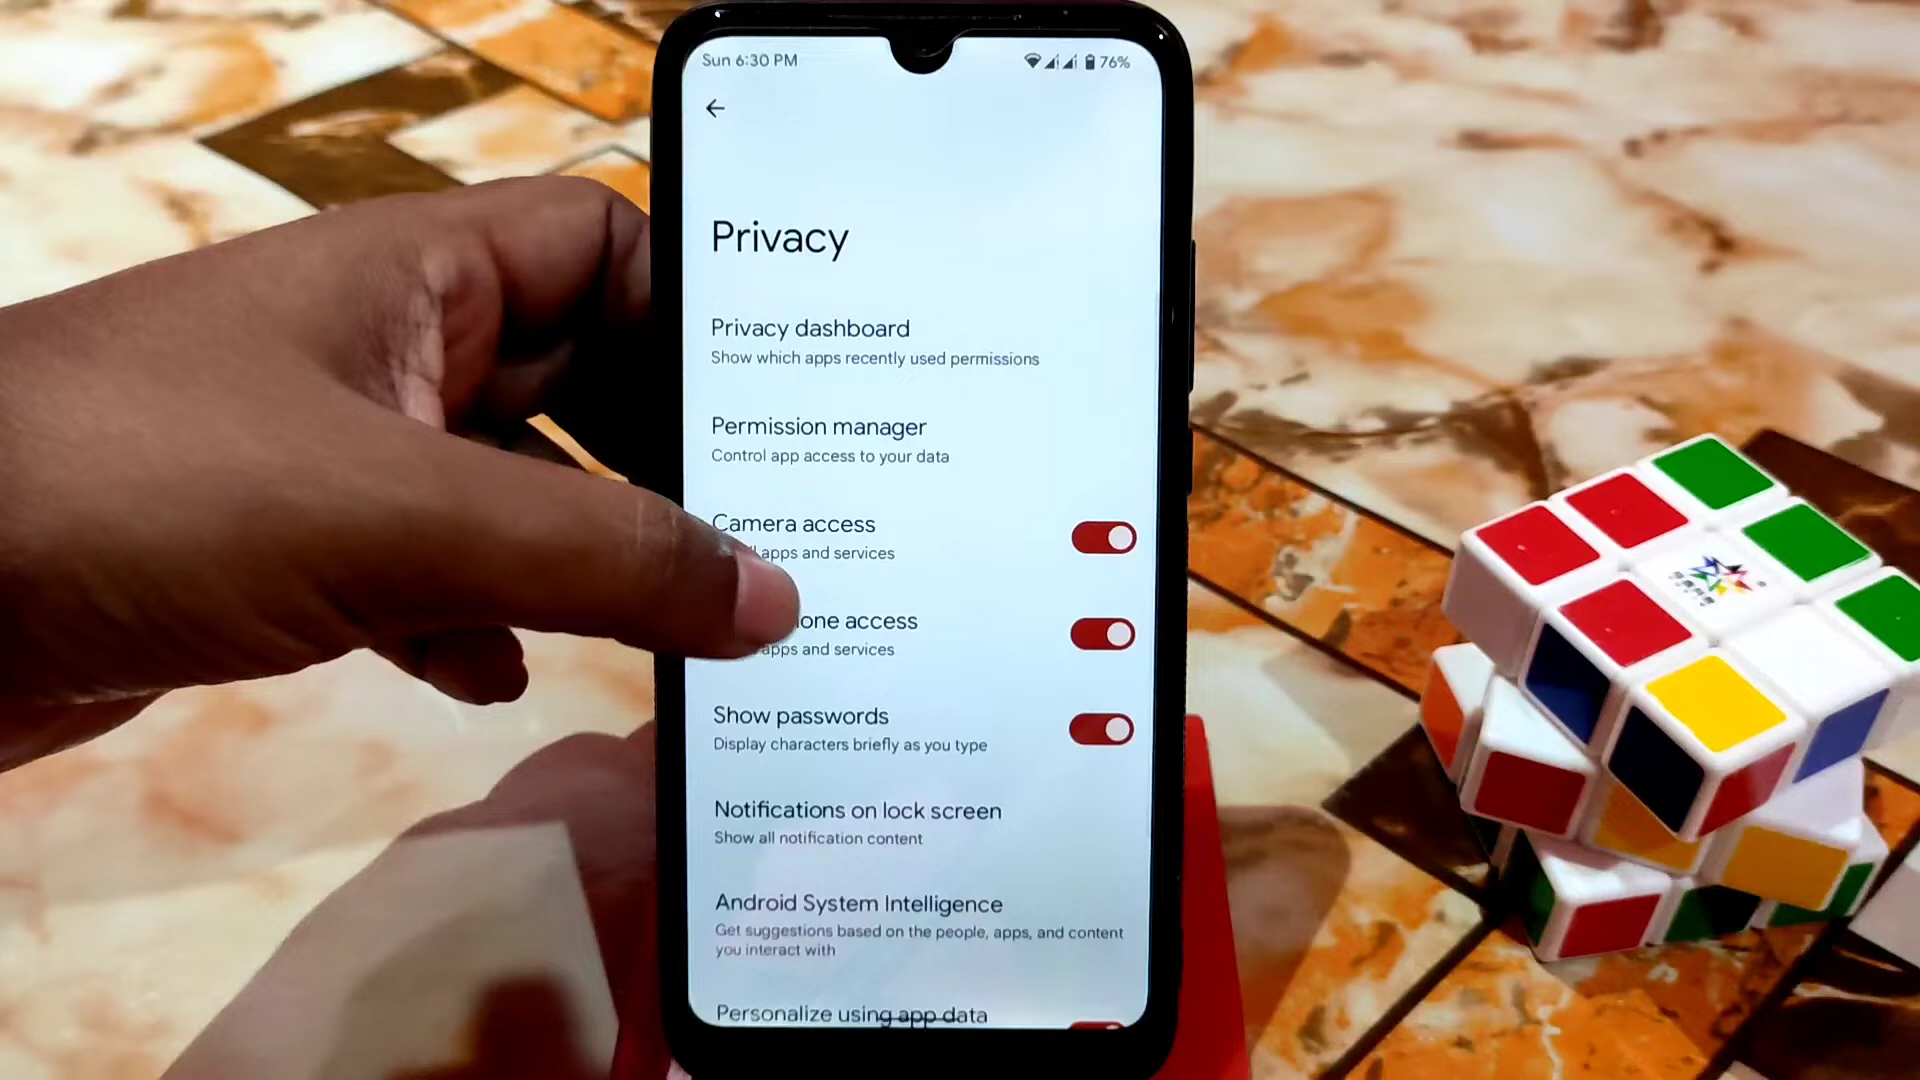 Sun 6:30 PM
76%
Privacy
Privacy dashboard
Show which apps recently used permissions
Permission manager
Control app access to your data
Camera access
apps and services
one access
apps and services
Show passwords
Display characters briefly as you type
Notifications on lock screen
Show all notification content
Android System Intelligence
Get suggestions based on the people, apps, and content
you interact with
Personalize using app data